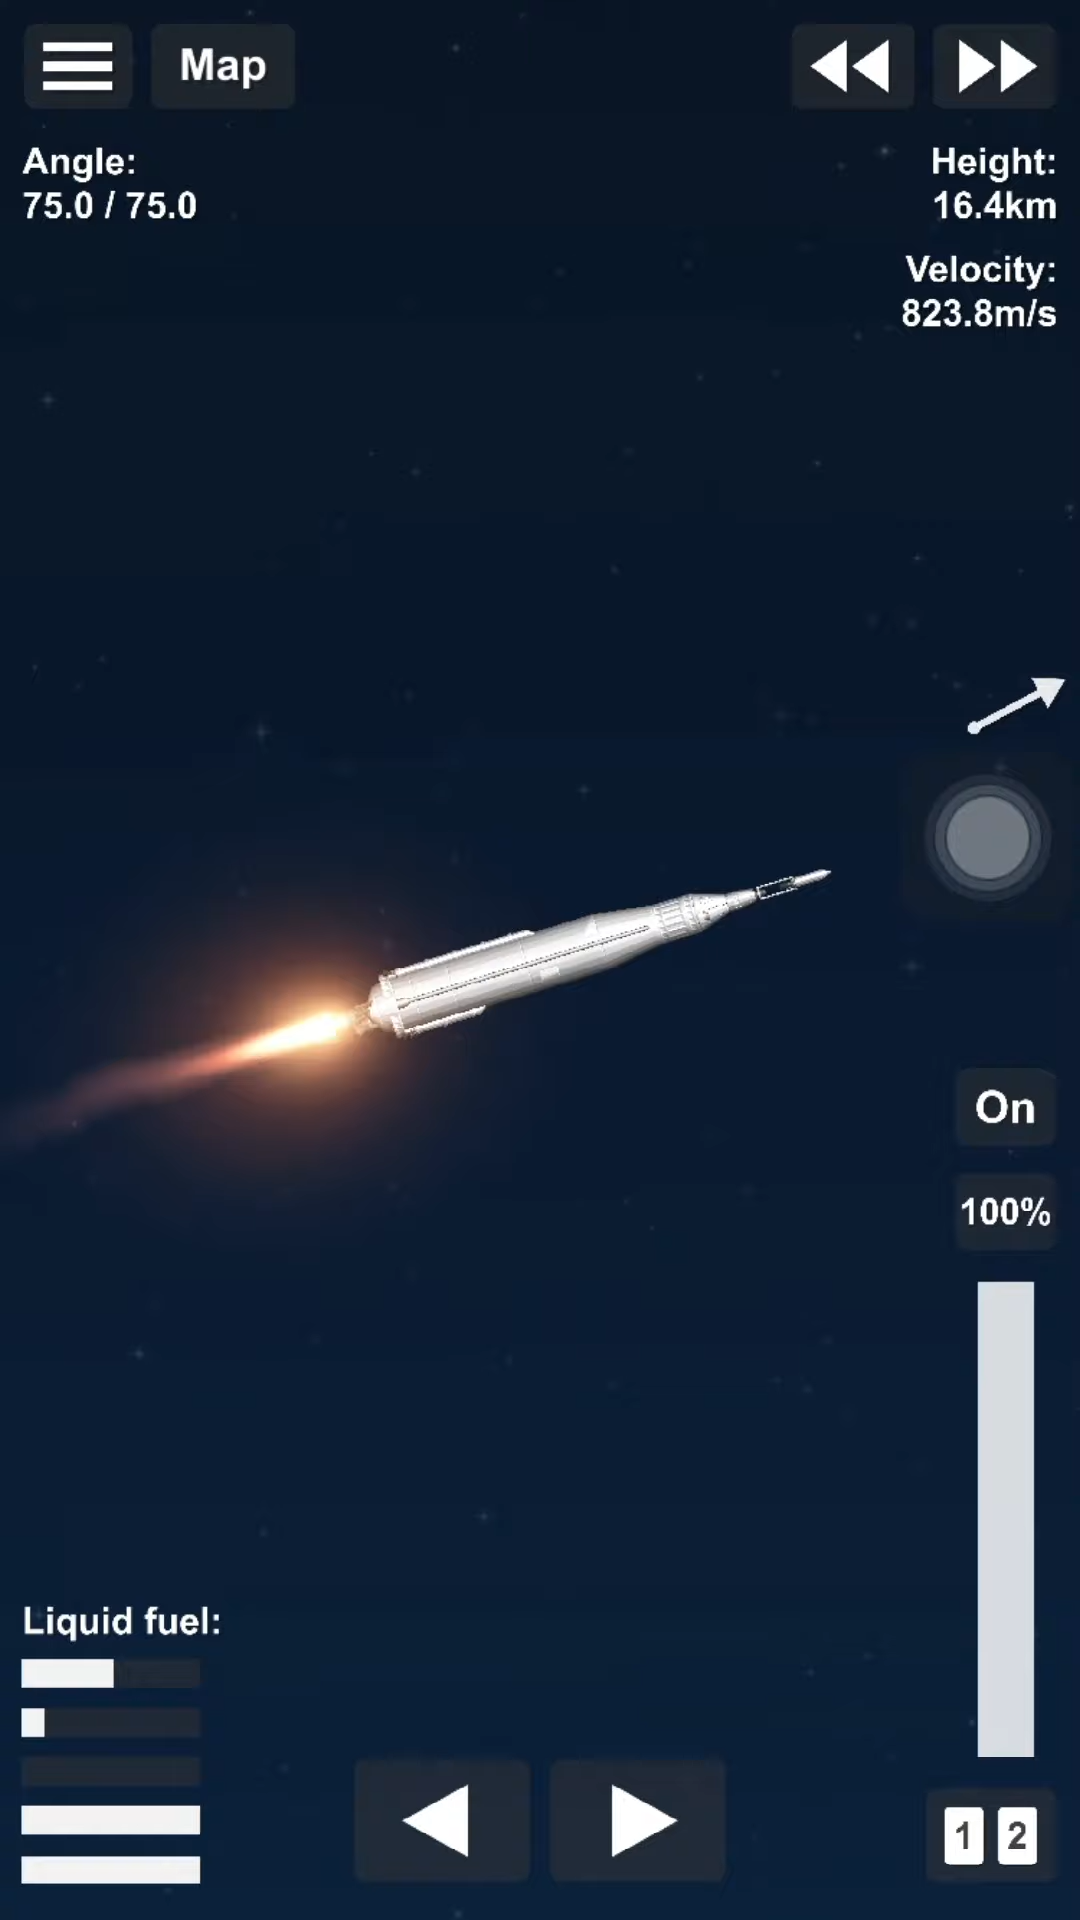 Map
Angle:
75.0 / 75.0
Height:
16.4km
Velocity:
823.8m/s
On
100%
Liquid fuel:
1 2